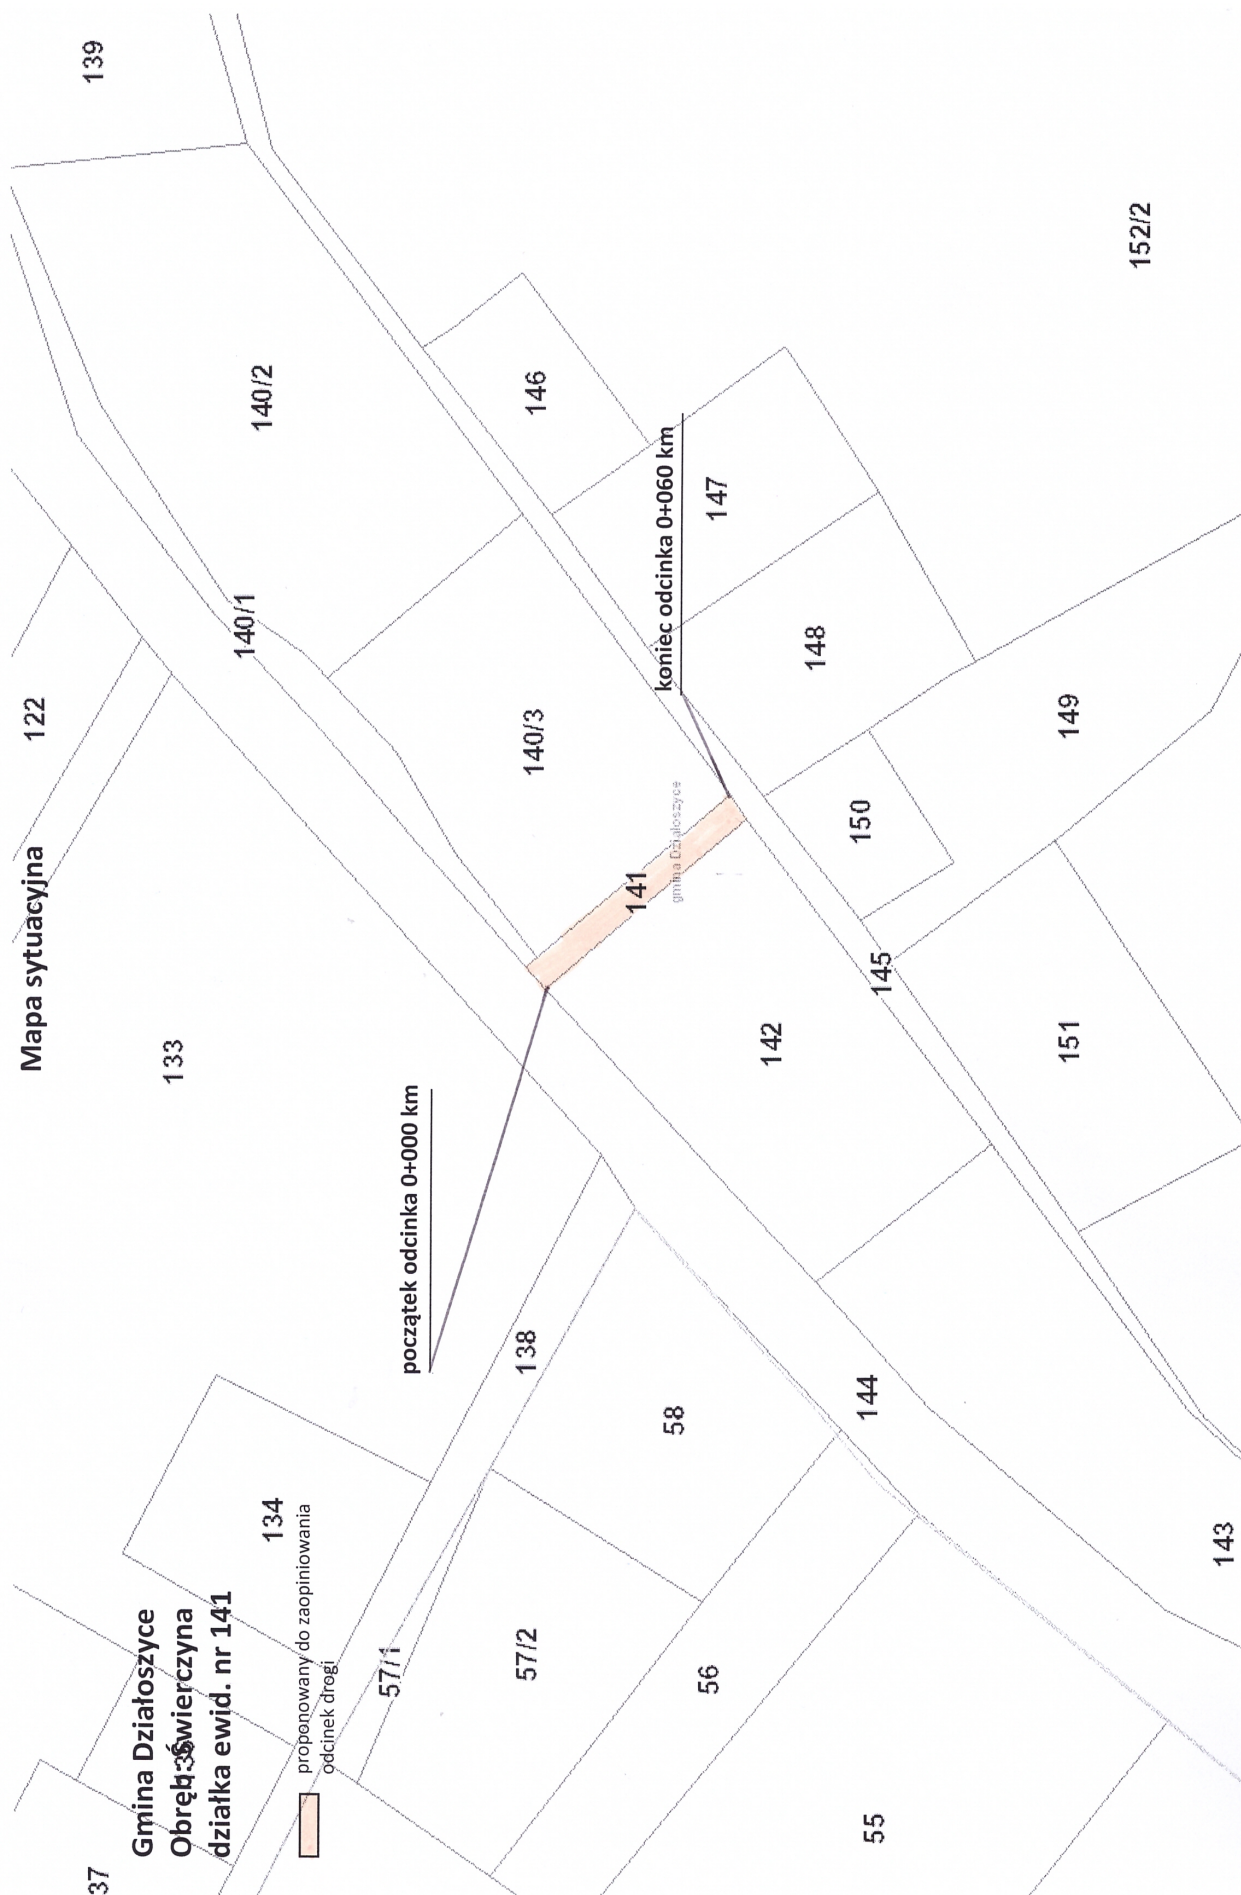 Mapa sytuacyjna
Gmina Działoszyce
Obręb: Świerczyna
działka ewid. nr 141
proponowany do zaopiniowania
odcinek drogi
początek odcinka 0+000 km
koniec odcinka 0+060 km
gmina Działoszyce
37
134
133
122
139
57/1
138
140/1
140/2
57/2
58
141
140/3
146
56
142
147
55
144
145
150
148
151
149
143
152/2